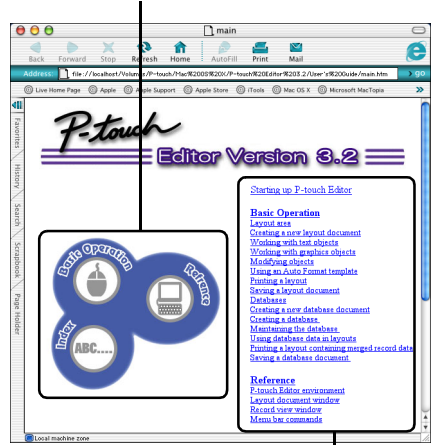 main
Back Forward Stop Refresh Home AutoFill Print Mail
Address: file://localhost/Volumes/P-touch/Mac%20OS%20X/P-touch%20Editor%203.2/User's%20Guide/main.htm go
Live Home Page Apple Apple Support Apple Store iTools Mac OS X Microsoft MacTopia
Favorites
History
Search
Scrapbook
Page Holder
P-touch
Editor Version 3.2
Basic Operation
Reference
Index
ABC....
Starting up P-touch Editor
Basic Operation
Layout area
Creating a new layout document
Working with text objects
Working with graphics objects
Modifying objects
Using an Auto Format template
Printing a layout
Saving a layout document
Databases
Creating a new database document
Creating a database
Maintaining the database
Using database data in layouts
Printing a layout containing merged record data
Saving a database document
Reference
P-touch Editor environment
Layout document window
Record view window
Menu bar commands
Local machine zone